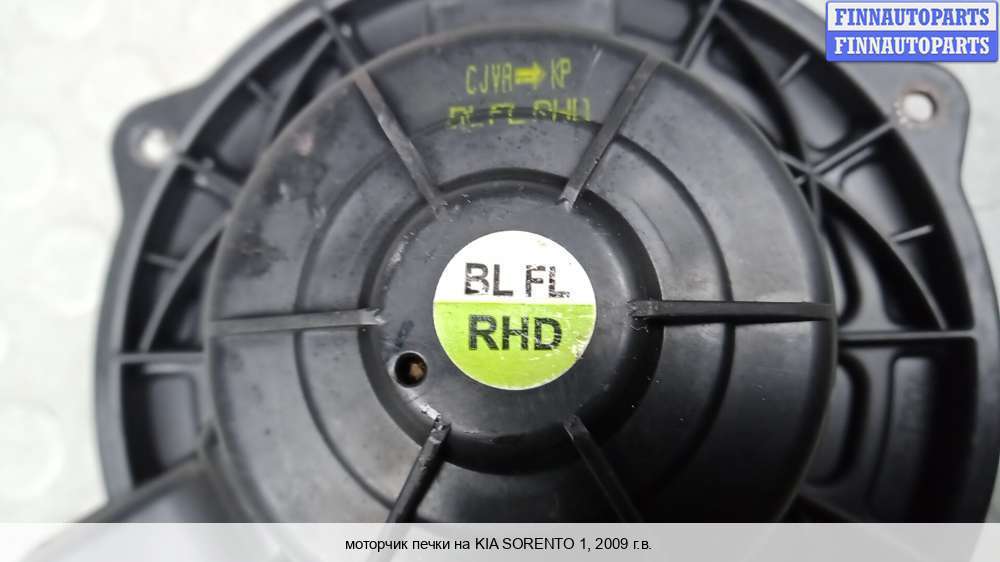 FINNAUTOPARTS
FINNAUTOPARTS
CJVA➡KP
BL FL RHD
BL FL
RHD
моторчик печки на KIA SORENTO 1, 2009 г.в.